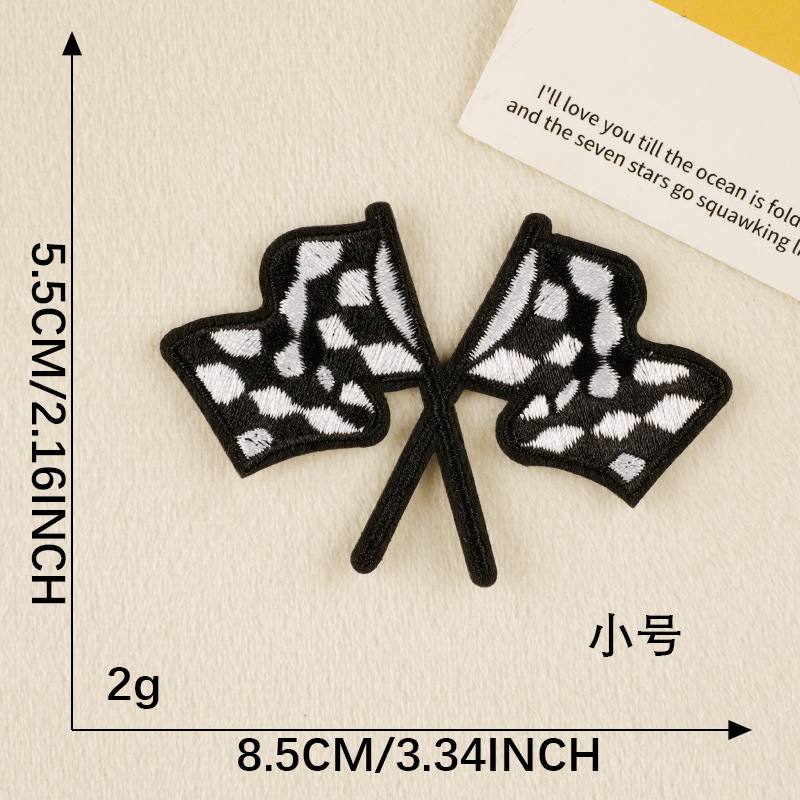 I'll love you till the ocean is fold
and the seven stars go squawking li
5.5CM/2.16INCH
小号
2g
8.5CM/3.34INCH